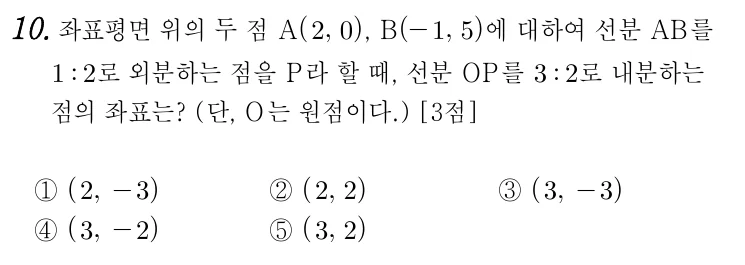 10. 좌표평면 위의 두 점 A(2, 0), B(−1, 5)에 대하여 선분 AB를
1:2로 외분하는 점을 P라 할 때, 선분 OP를 3:2로 내분하는
점의 좌표는? (단, O는 원점이다.) [3점]
① (2, −3) ② (2, 2) ③ (3, −3)
④ (3, −2) ⑤ (3, 2)